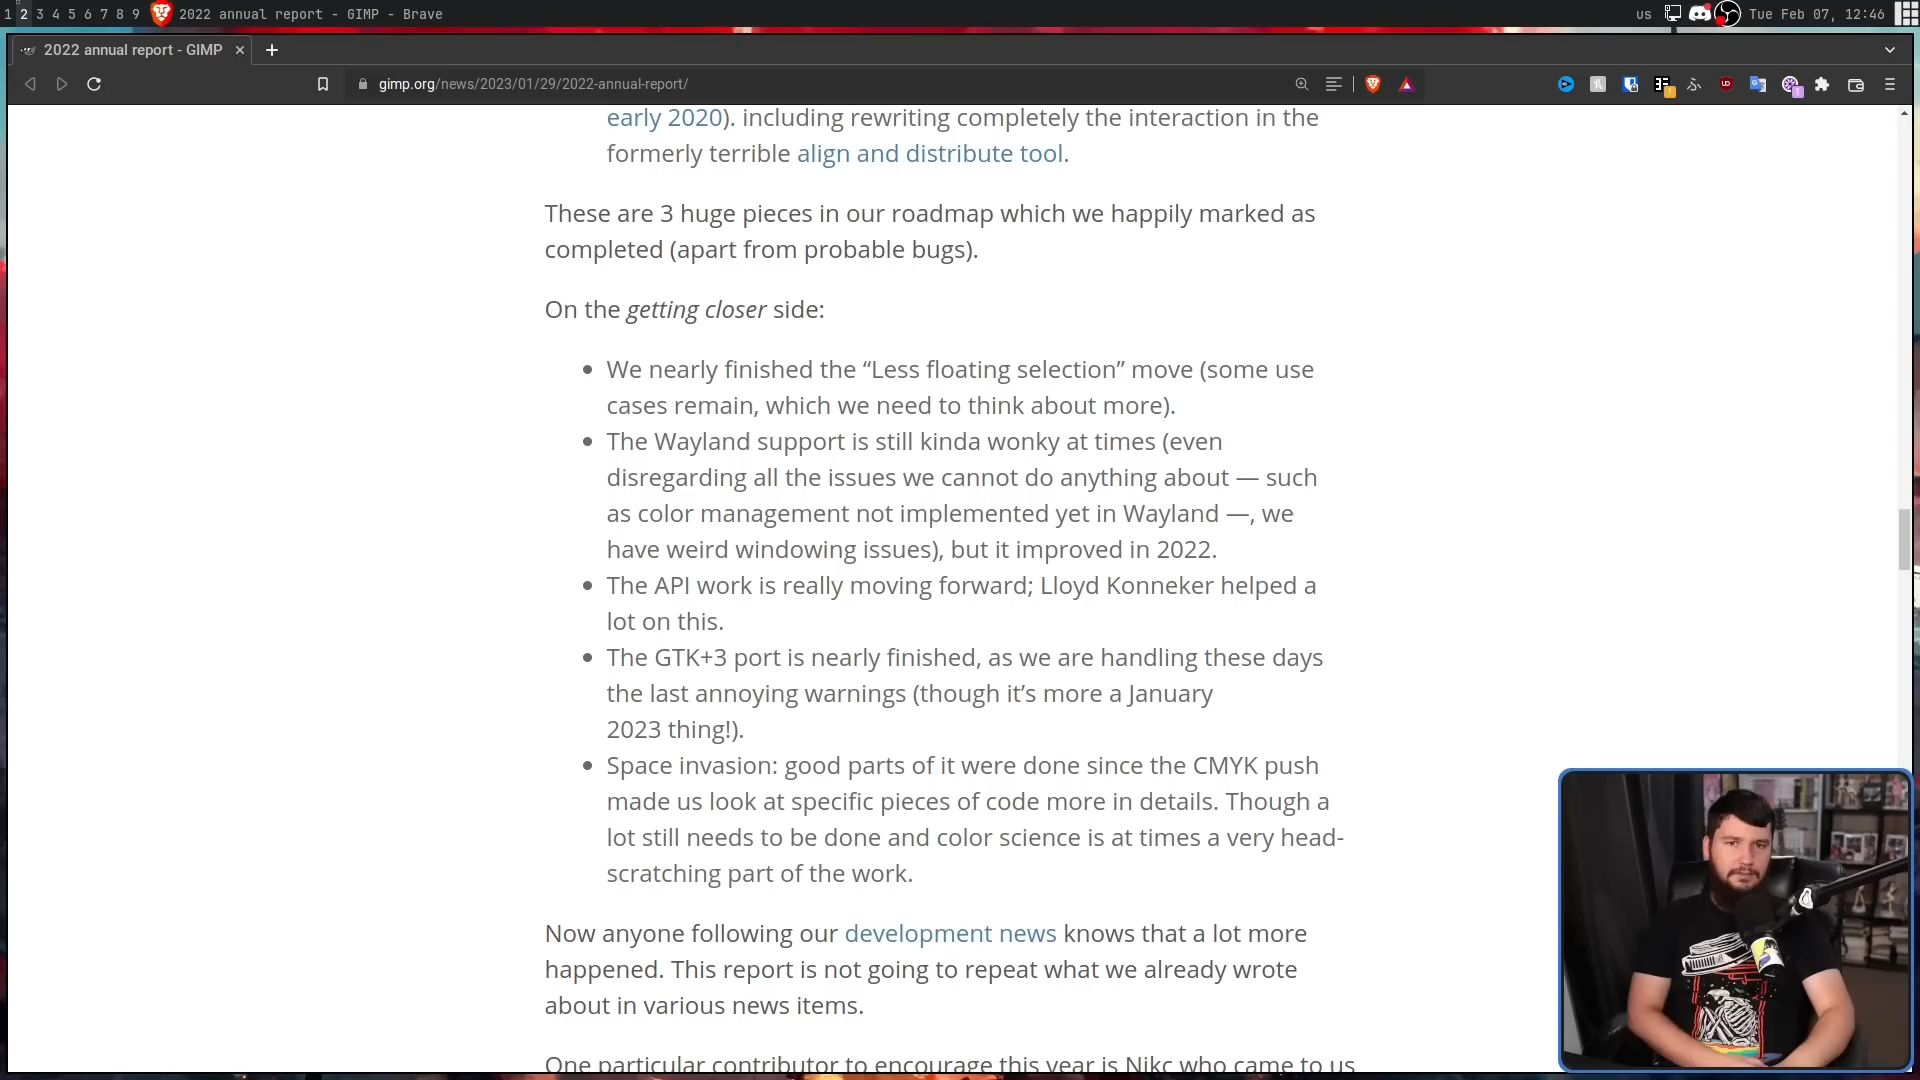 1 2 3 4 5 6 7 8 9 2022 annual report - GIMP - Brave
us Tue Feb 07, 12:46
2022 annual report - GIMP
gimp.org/news/2023/01/29/2022-annual-report/
early 2020). including rewriting completely the interaction in the
formerly terrible align and distribute tool.
These are 3 huge pieces in our roadmap which we happily marked as
completed (apart from probable bugs).
On the getting closer side:
• We nearly finished the “Less floating selection” move (some use
cases remain, which we need to think about more).
• The Wayland support is still kinda wonky at times (even
disregarding all the issues we cannot do anything about — such
as color management not implemented yet in Wayland —, we
have weird windowing issues), but it improved in 2022.
• The API work is really moving forward; Lloyd Konneker helped a
lot on this.
• The GTK+3 port is nearly finished, as we are handling these days
the last annoying warnings (though it’s more a January
2023 thing!).
• Space invasion: good parts of it were done since the CMYK push
made us look at specific pieces of code more in details. Though a
lot still needs to be done and color science is at times a very head-
scratching part of the work.
Now anyone following our development news knows that a lot more
happened. This report is not going to repeat what we already wrote
about in various news items.
One particular contributor to encourage this year is Nikc who came to us